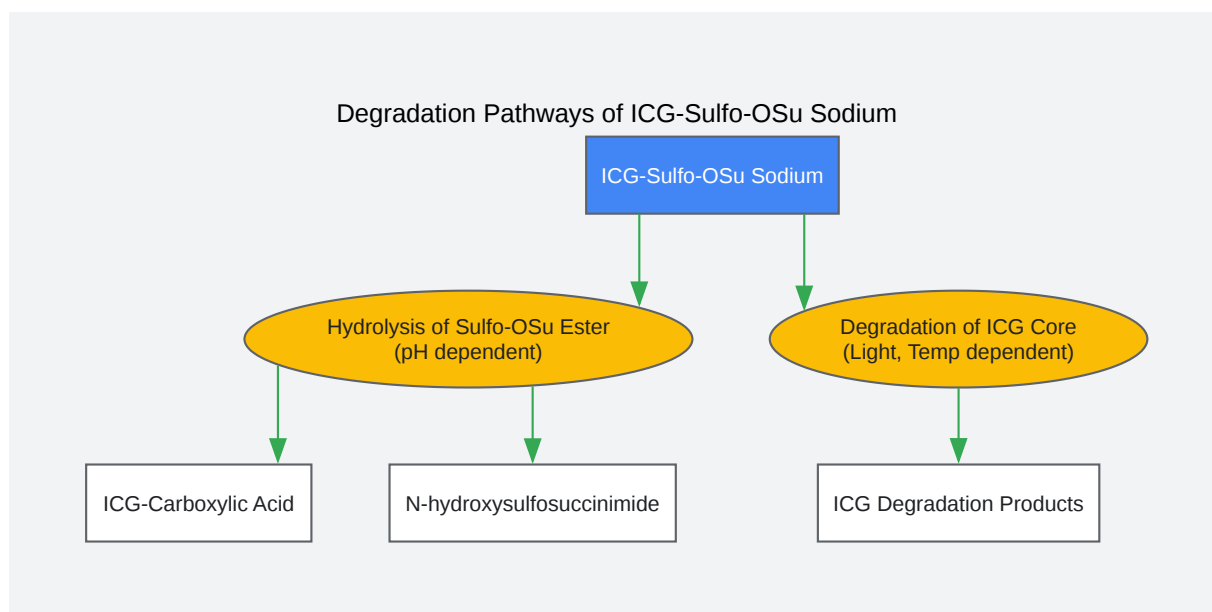 Degradation Pathways of ICG-Sulfo-OSu Sodium
ICG-Sulfo-OSu Sodium
Hydrolysis of Sulfo-OSu Ester
(pH dependent)
Degradation of ICG Core
(Light, Temp dependent)
ICG-Carboxylic Acid
N-hydroxysulfosuccinimide
ICG Degradation Products